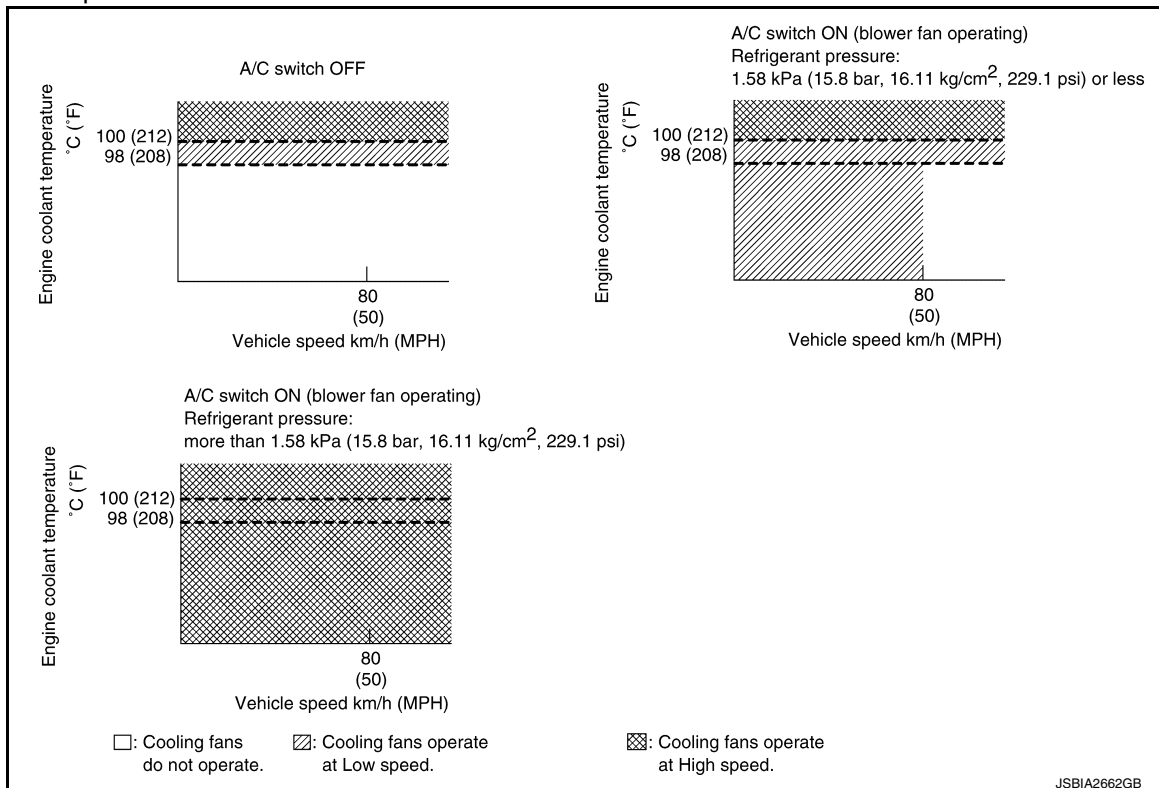 A/C switch OFF
Engine coolant temperature
˚C (˚F)
100 (212)
98 (208)
80
(50)
Vehicle speed km/h (MPH)
A/C switch ON (blower fan operating)
Refrigerant pressure:
1.58 kPa (15.8 bar, 16.11 kg/cm², 229.1 psi) or less
Engine coolant temperature
˚C (˚F)
100 (212)
98 (208)
80
(50)
Vehicle speed km/h (MPH)
A/C switch ON (blower fan operating)
Refrigerant pressure:
more than 1.58 kPa (15.8 bar, 16.11 kg/cm², 229.1 psi)
Engine coolant temperature
˚C (˚F)
100 (212)
98 (208)
80
(50)
Vehicle speed km/h (MPH)
: Cooling fans
do not operate.
: Cooling fans operate
at Low speed.
: Cooling fans operate
at High speed.
JSBIA2662GB